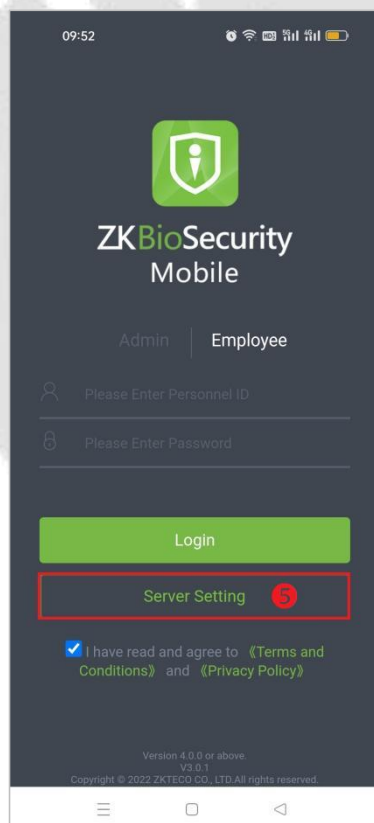 09:52
ZKBioSecurity
Mobile
Admin Employee
Please Enter Personnel ID
Please Enter Password
Login
Server Setting 5
I have read and agree to 《Terms and
Conditions》 and 《Privacy Policy》
Version 4.0.0 or above.
V3.0.1
Copyright © 2022 ZKTECO CO., LTD.All rights reserved.